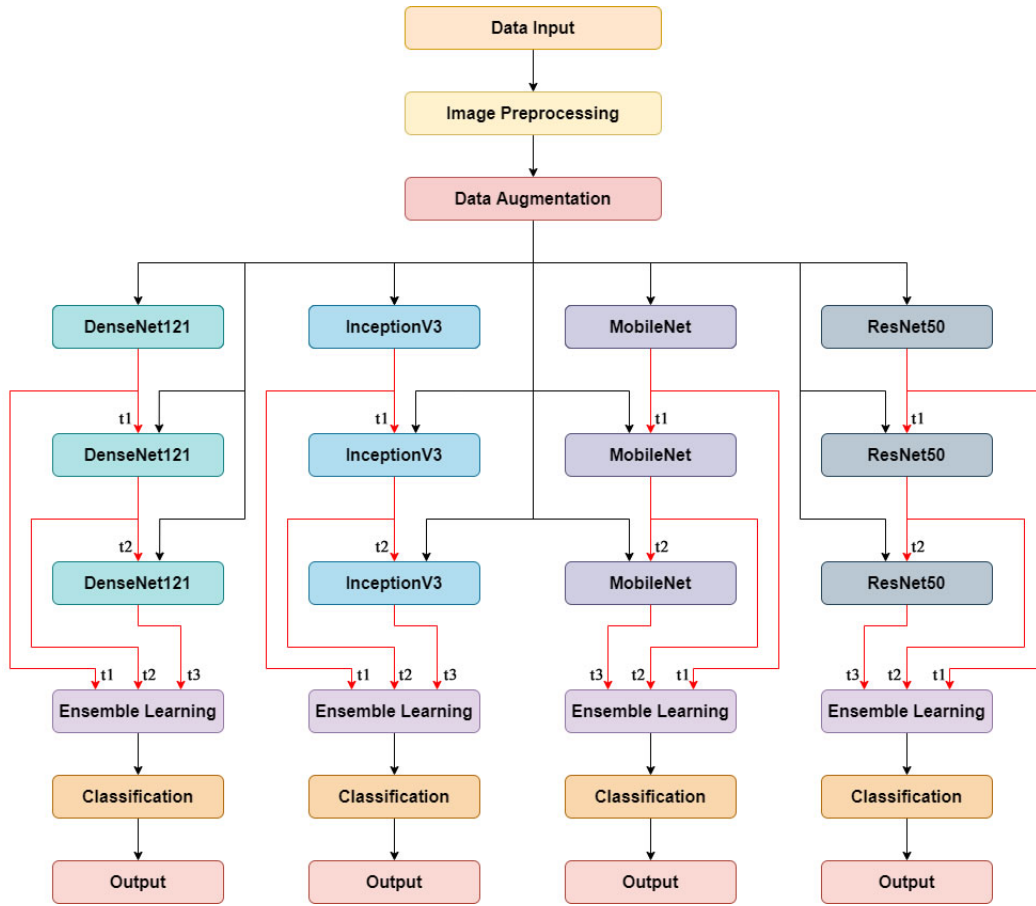 Data Input
Image Preprocessing
Data Augmentation
DenseNet121 InceptionV3 MobileNet ResNet50
t1 t1 t1 t1
DenseNet121 InceptionV3 MobileNet ResNet50
t2 t2 t2 t2
DenseNet121 InceptionV3 MobileNet ResNet50
t1 t2 t3 t1 t2 t3 t3 t2 t1 t3 t2 t1
Ensemble Learning Ensemble Learning Ensemble Learning Ensemble Learning
Classification Classification Classification Classification
Output Output Output Output